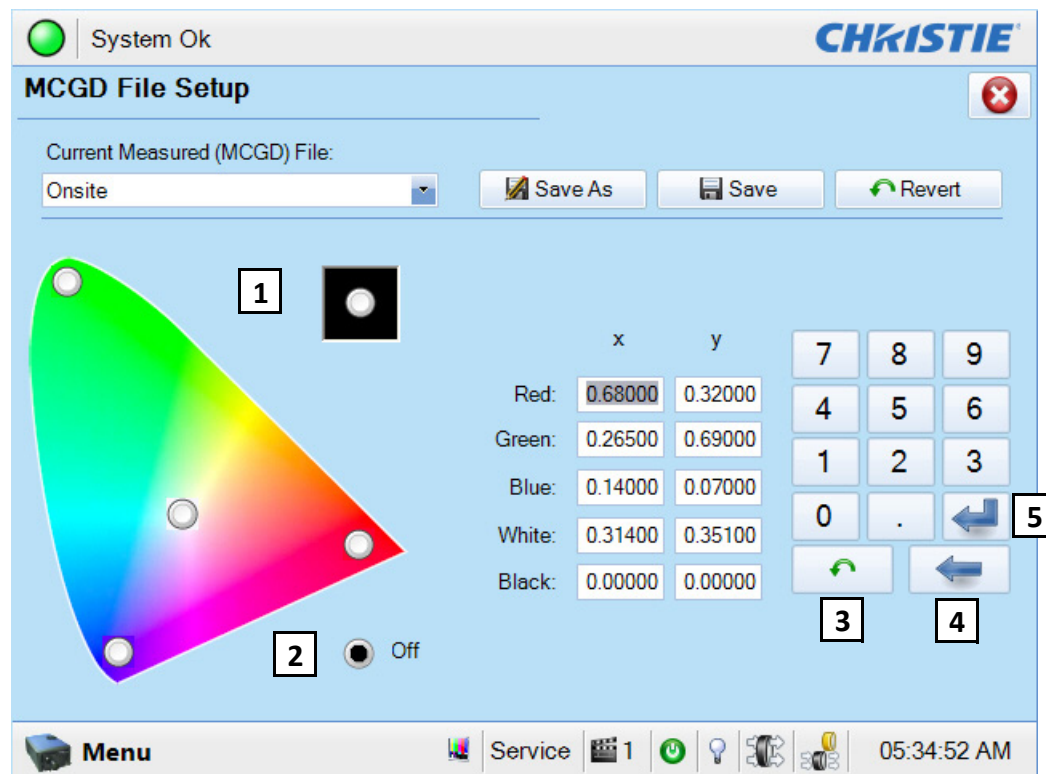 System Ok
CHRISTIE
MCGD File Setup
Current Measured (MCGD) File:
Onsite
Save As
Save
Revert
1
x y
Red: 0.68000 0.32000
Green: 0.26500 0.69000
Blue: 0.14000 0.07000
White: 0.31400 0.35100
Black: 0.00000 0.00000
7 8 9
4 5 6
1 2 3
0 .
5
3
4
2
Off
Menu
Service
1
05:34:52 AM